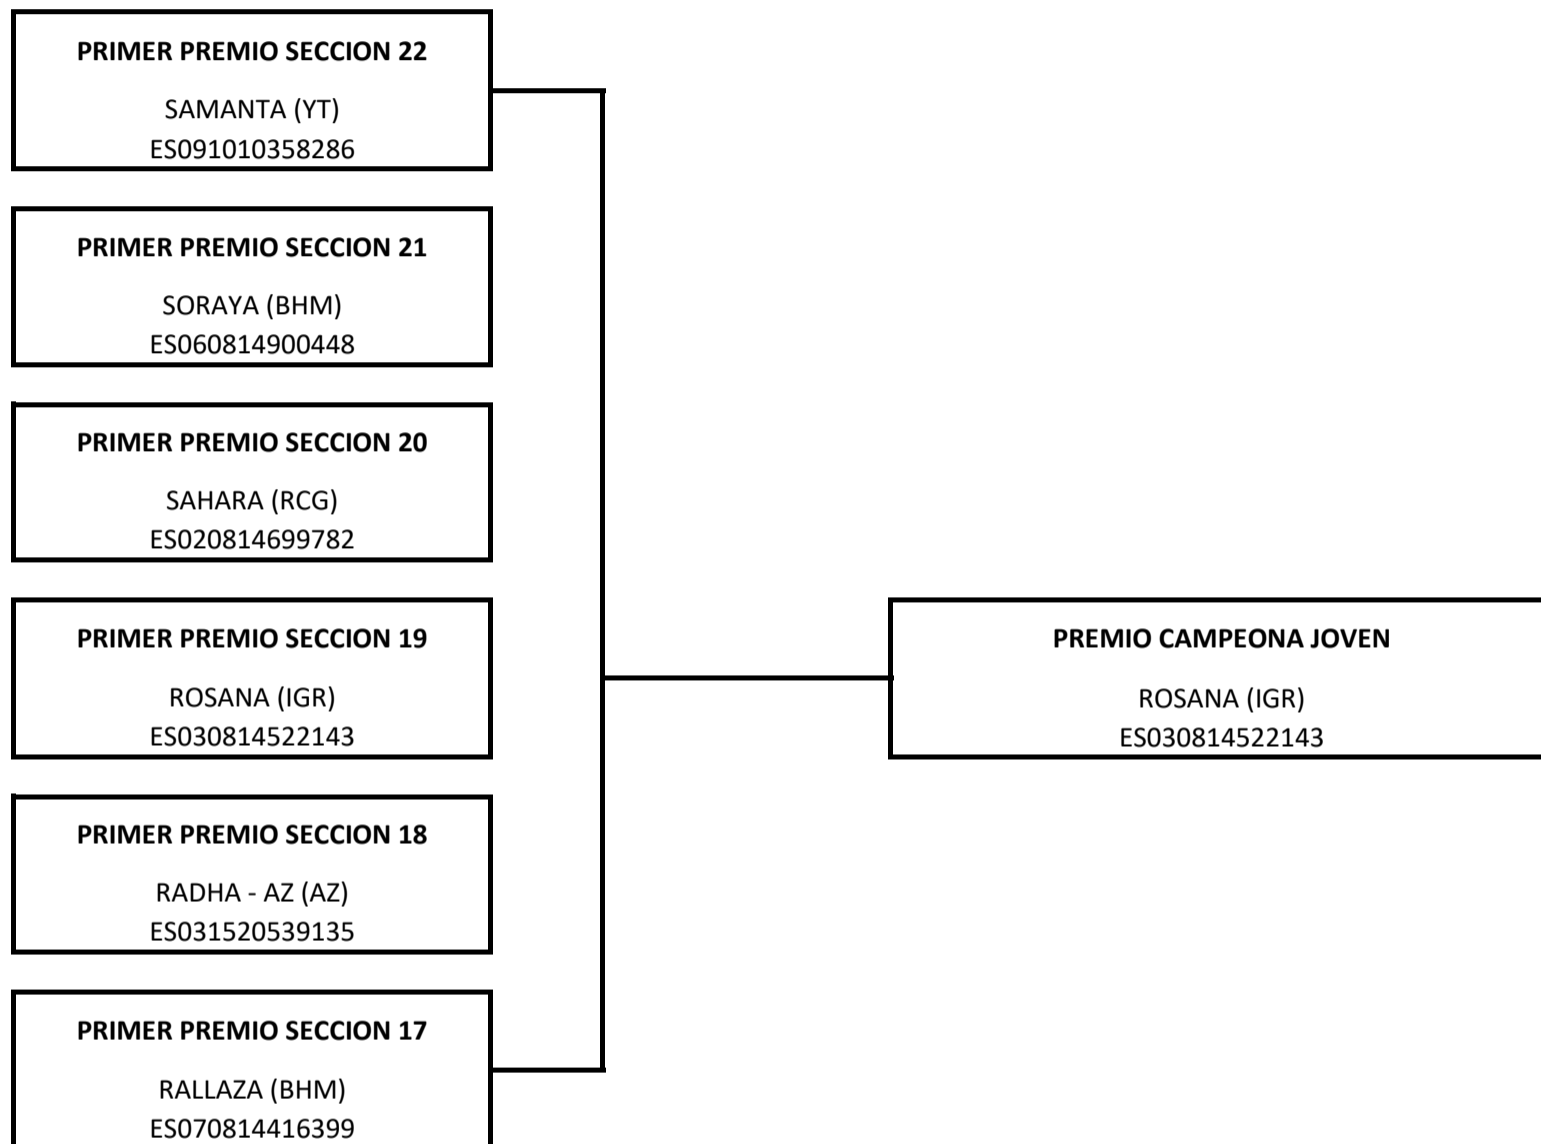 PRIMER PREMIO SECCION 22
SAMANTA (YT)
ES091010358286
PRIMER PREMIO SECCION 21
SORAYA (BHM)
ES060814900448
PRIMER PREMIO SECCION 20
SAHARA (RCG)
ES020814699782
PRIMER PREMIO SECCION 19
ROSANA (IGR)
ES030814522143
PRIMER PREMIO SECCION 18
RADHA - AZ (AZ)
ES031520539135
PRIMER PREMIO SECCION 17
RALLAZA (BHM)
ES070814416399
PREMIO CAMPEONA JOVEN
ROSANA (IGR)
ES030814522143